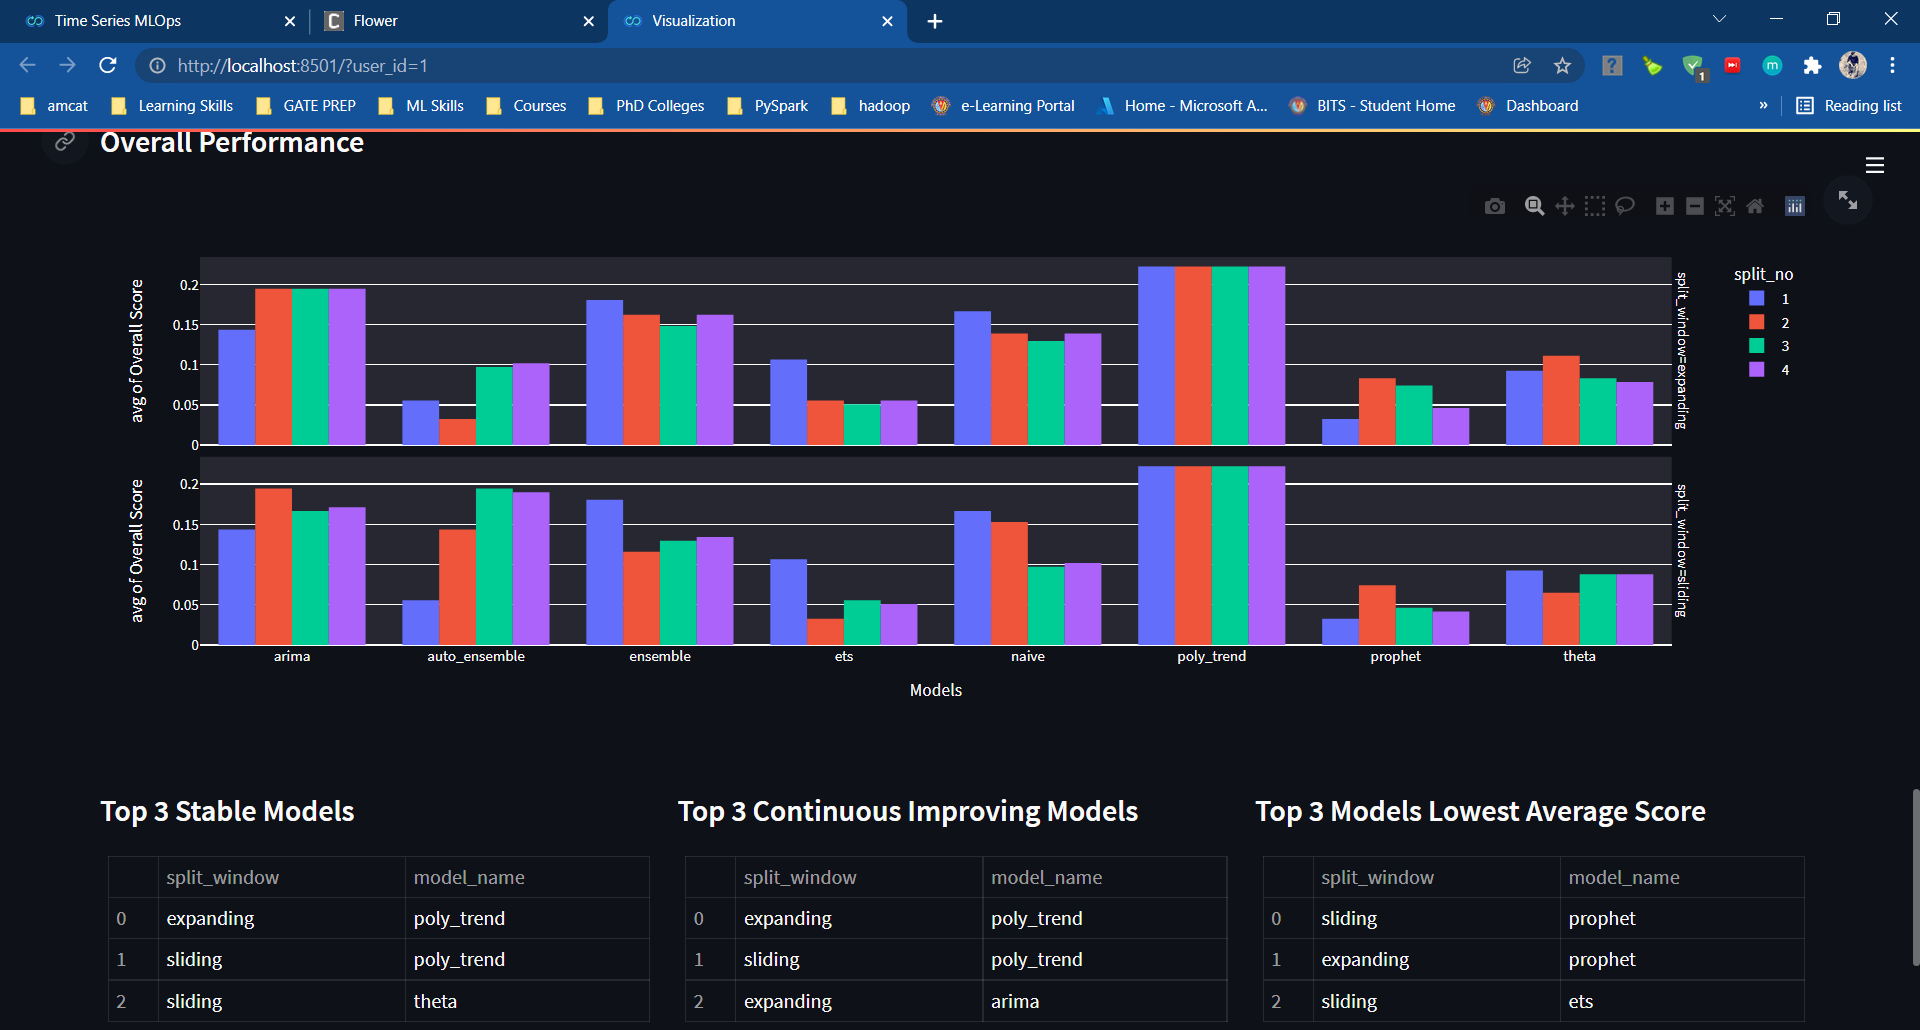 Time Series MLOps
Flower
Visualization
http://localhost:8501/?user_id=1
1
m
amcat
Learning Skills
GATE PREP
ML Skills
Courses
PhD Colleges
PySpark
hadoop
e-Learning Portal
Home - Microsoft A...
BITS - Student Home
Dashboard
»
Reading list
Overall Performance
avg of Overall Score
0.2
0.15
0.1
0.05
0
split_window=expanding
split_no
1
2
3
4
avg of Overall Score
0.2
0.15
0.1
0.05
0
split_window=sliding
arima auto_ensemble ensemble ets naive poly_trend prophet theta
Models
Top 3 Stable Models
split_window model_name
0 expanding poly_trend
1 sliding poly_trend
2 sliding theta
Top 3 Continuous Improving Models
split_window model_name
0 expanding poly_trend
1 sliding poly_trend
2 expanding arima
Top 3 Models Lowest Average Score
split_window model_name
0 sliding prophet
1 expanding prophet
2 sliding ets